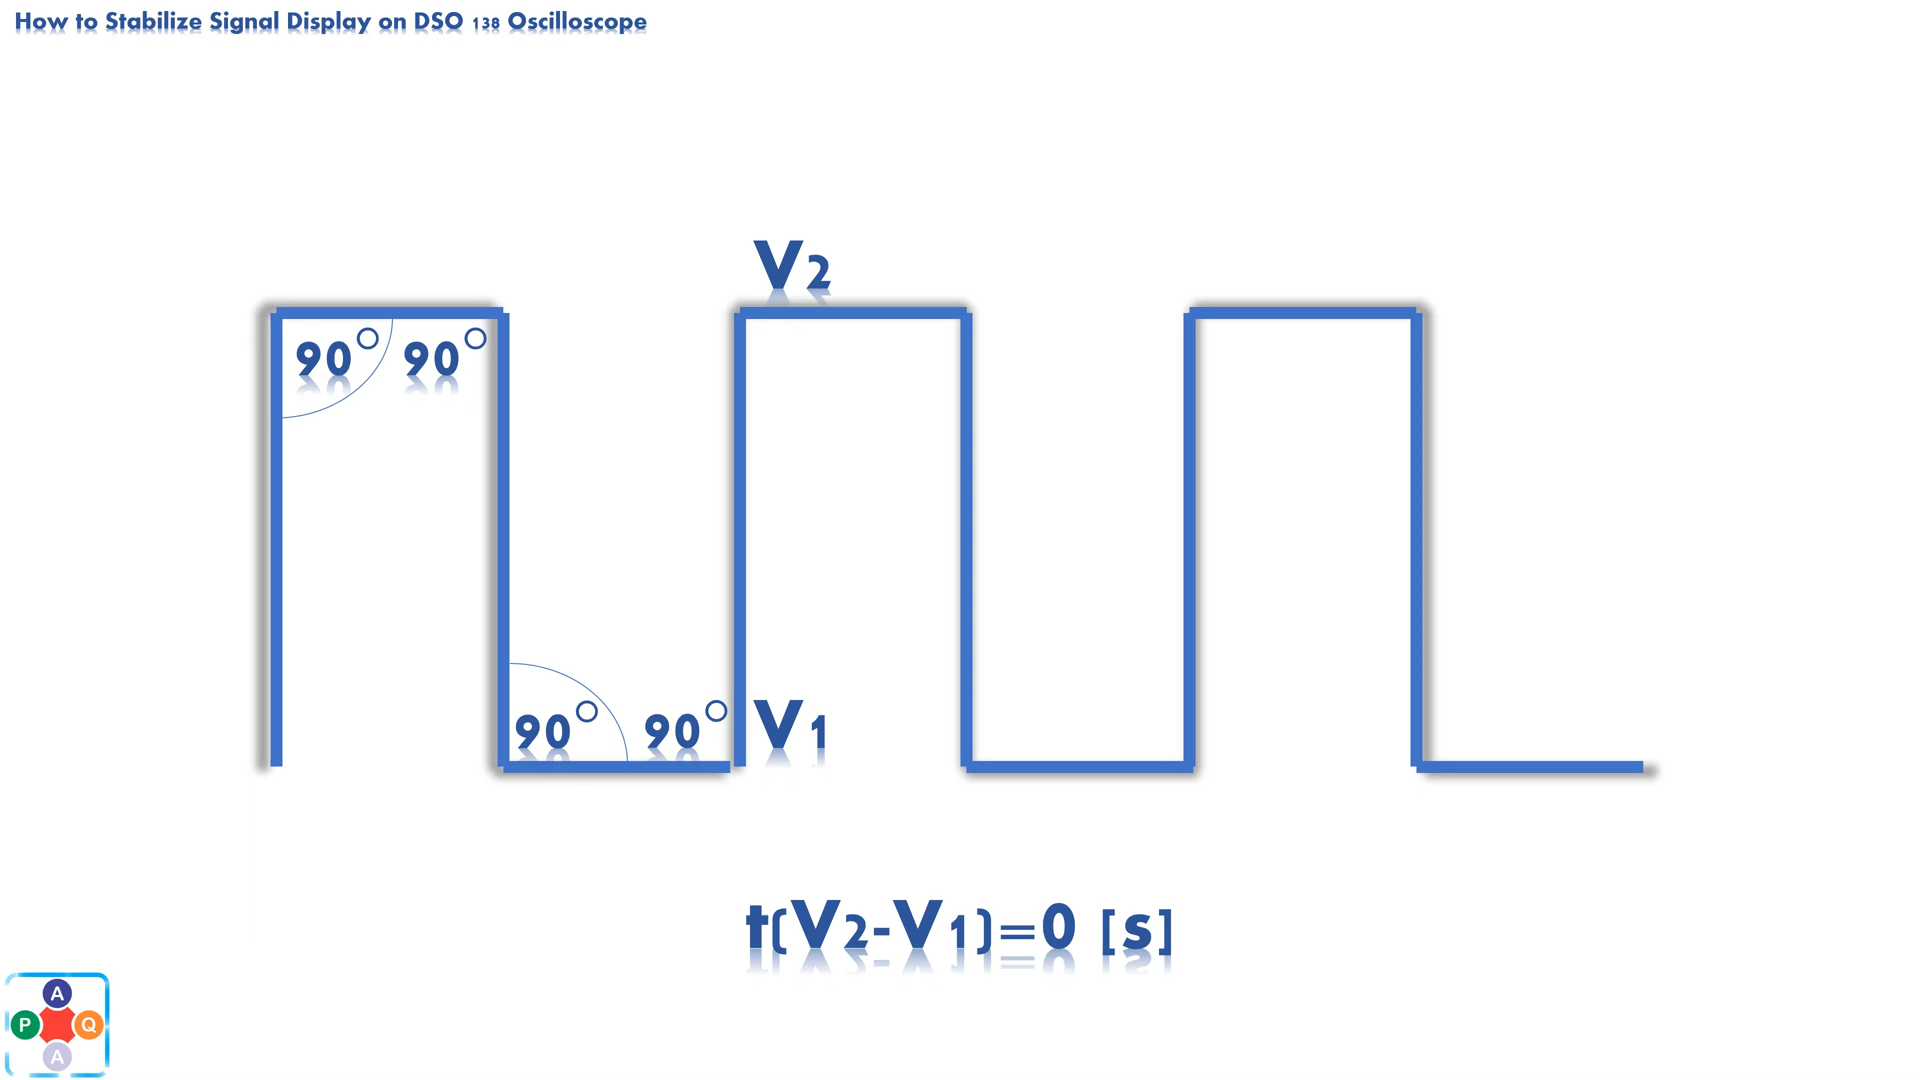 How to Stabilize Signal Display on DSO 138 Oscilloscope
V2
90° 90°
90° 90° V1
t(V2-V1)=0 [s]
A
P Q
A